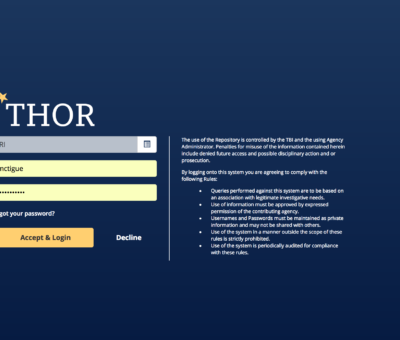 THOR
The use of the Repository is controlled by the TBI and the using Agency
Administrator. Penalties for misuse of the information contained herein
include denied future access and possible disciplinary action and or
prosecution.
By logging onto this system you are agreeing to comply with the
following Rules:
• Queries performed against this system are to be based
on an association with legitimate investigative needs.
• Use of information must be approved by expressed
permission of the contributing agency.
• Usernames and Passwords must be maintained as private
information and may not be shared with others.
• Use of the system in a manner outside the scope of these
rules is strictly prohibited.
• Use of the system is periodically audited for compliance
with these rules.
nctigue
••••••••••
got your password?
Accept & Login
Decline